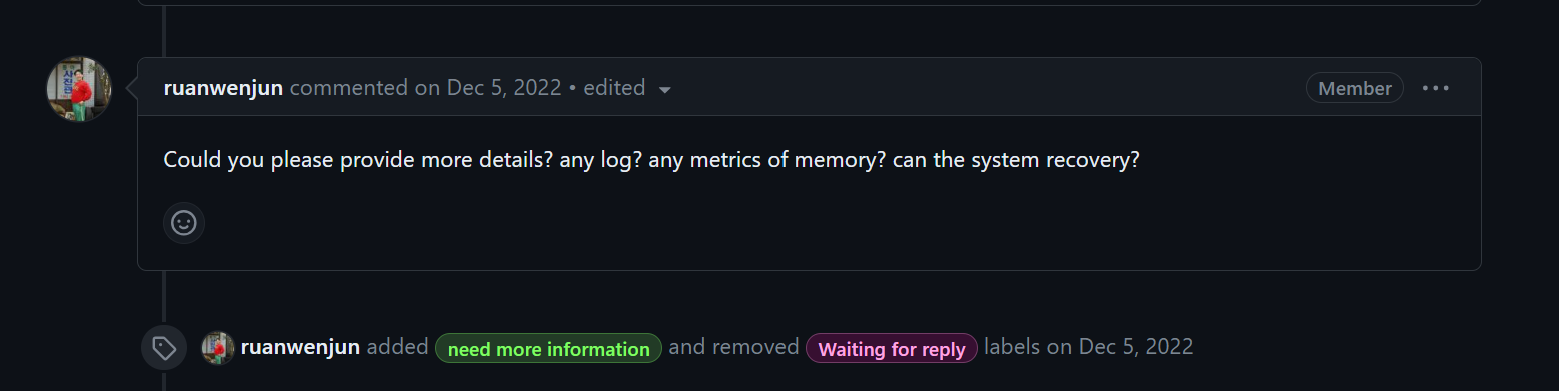 ruanwenjun commented on Dec 5, 2022 • edited
Member
Could you please provide more details? any log? any metrics of memory? can the system recovery?
ruanwenjun added need more information and removed Waiting for reply labels on Dec 5, 2022